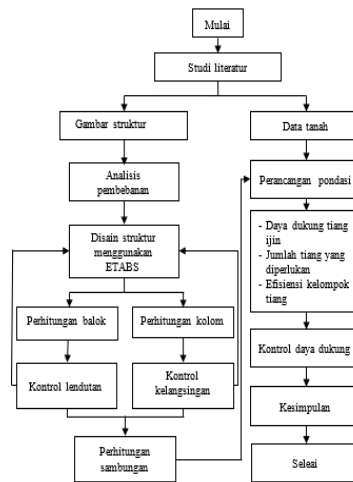 Mulai
Studi literatur
Gambar struktur
Data tanah
Analisis
pembebanan
Perancangan pondasi
Disain struktur
menggunakan
ETABS
- Daya dukung tiang
ijin
- Jumlah tiang yang
diperlukan
- Efisiensi kelompok
tiang
Perhitungan balok
Perhitungan kolom
Kontrol daya dukung
Kontrol lendutan
Kontrol
kelangsingan
Kesimpulan
Perhitungan
sambungan
Seleai